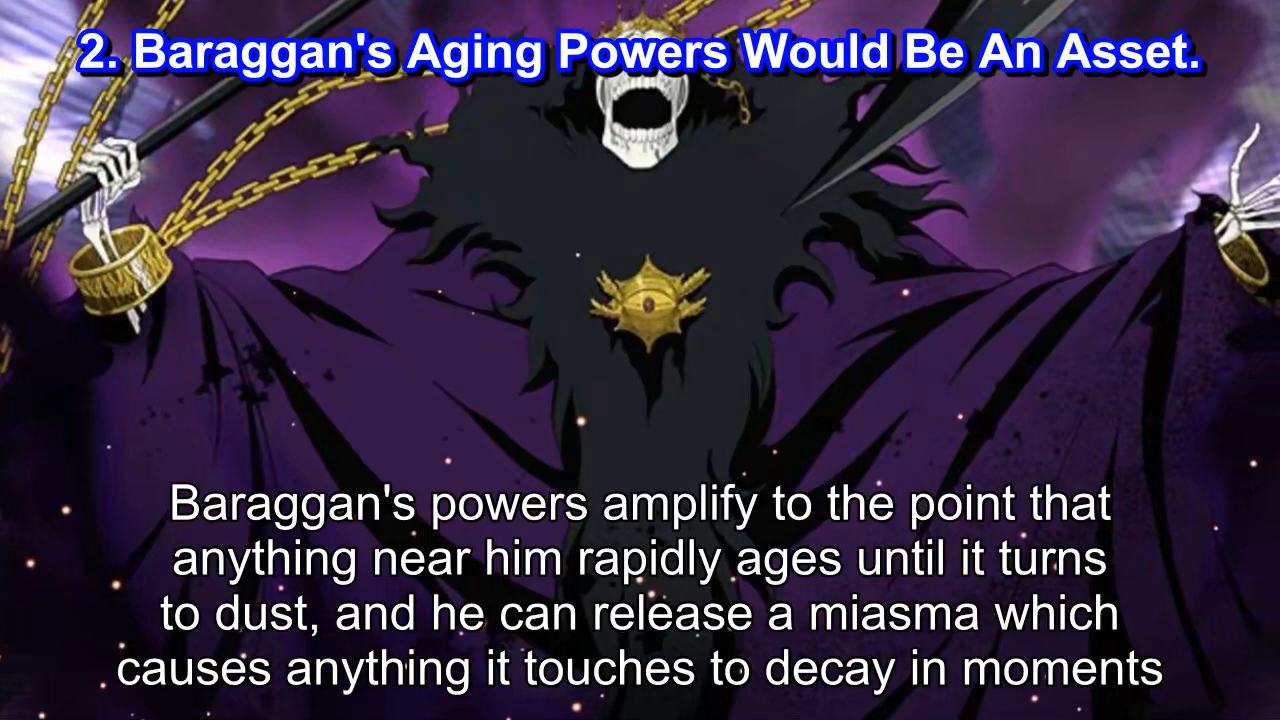 2. Baraggan's Aging Powers Would Be An Asset.
Baraggan's powers amplify to the point that
anything near him rapidly ages until it turns
to dust, and he can release a miasma which
causes anything it touches to decay in moments